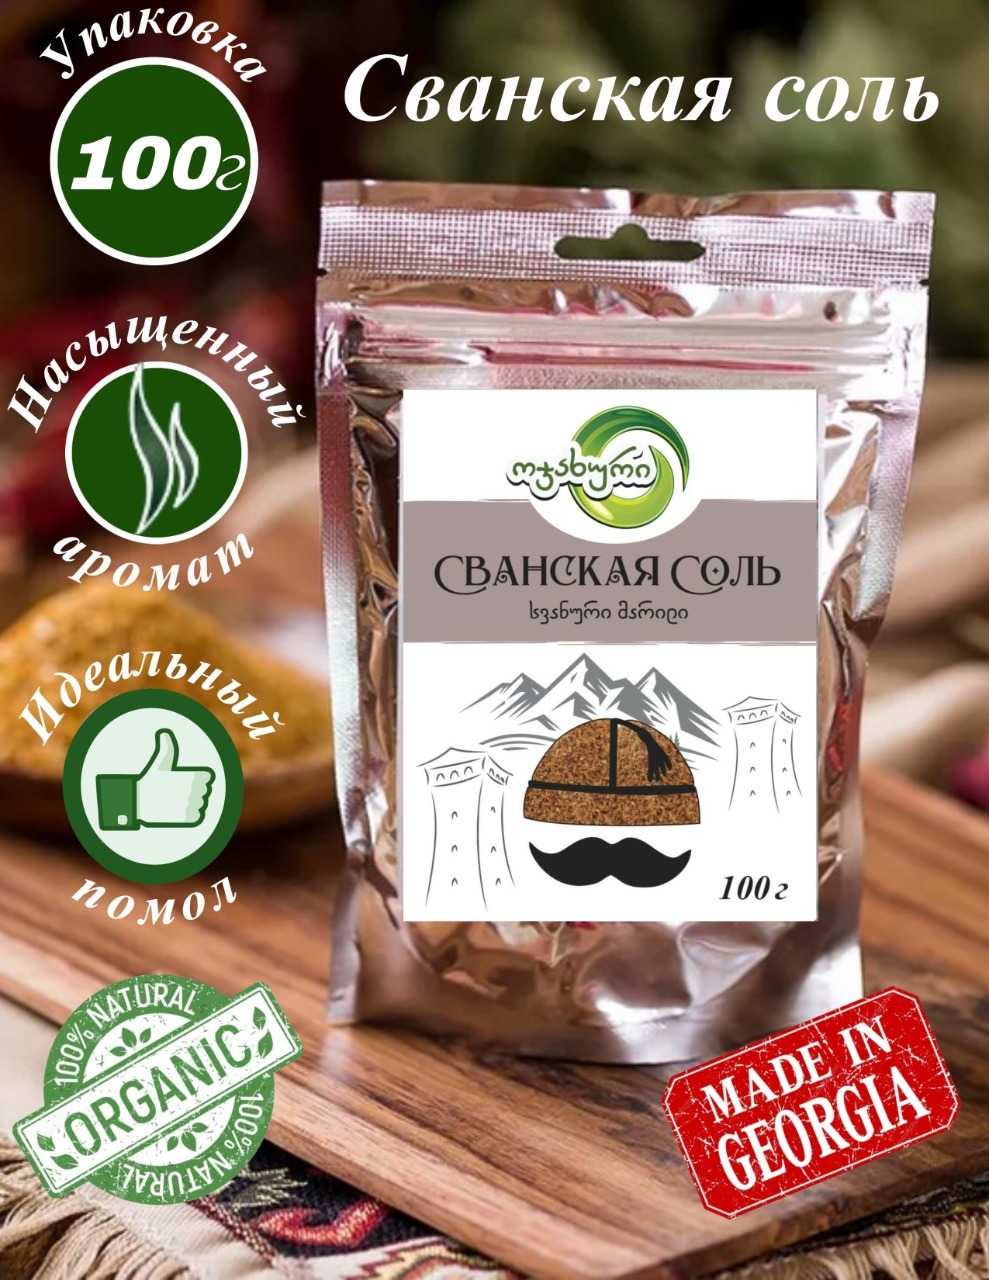 Упаковка
100г
Сванская соль
Насыщенный
аромат
Идеальный
помол
ოჯახური
Сванская Соль
სვანური მარილი
100 г
100% NATURAL
ORGANIC
100% NATURAL
MADE IN
GEORGIA